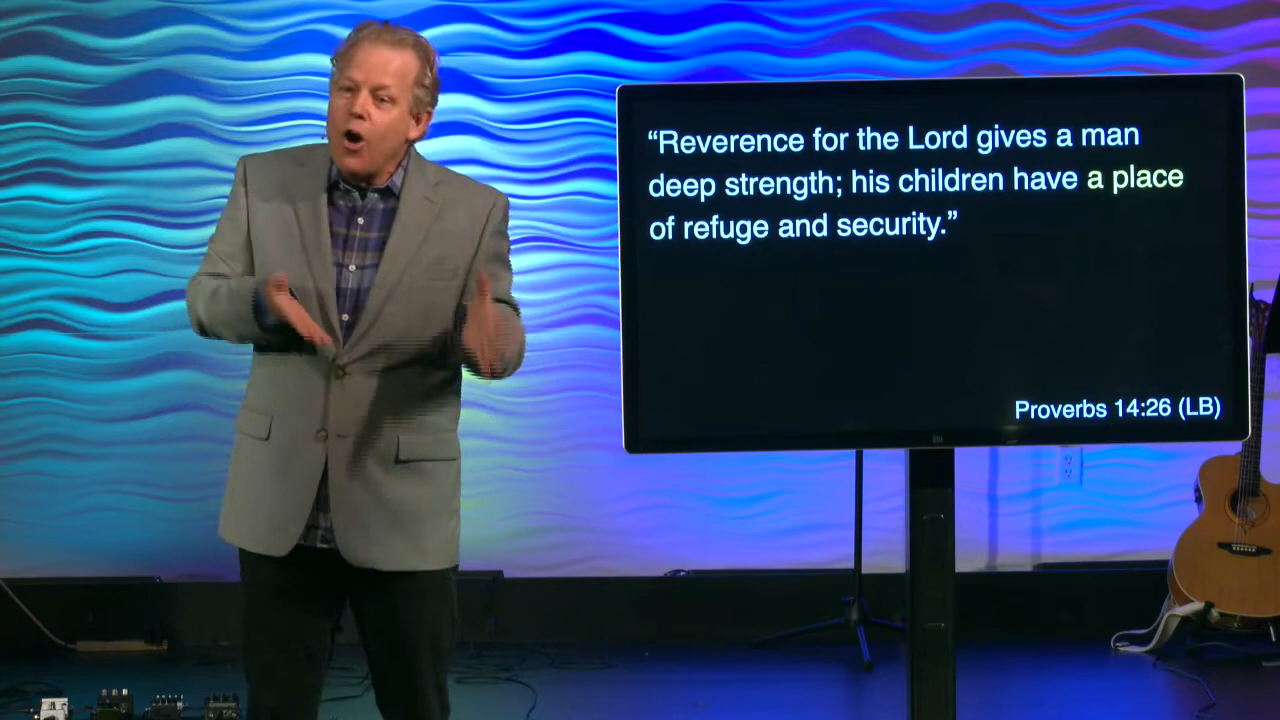 “Reverence for the Lord gives a man
deep strength; his children have a place
of refuge and security.”
Proverbs 14:26 (LB)